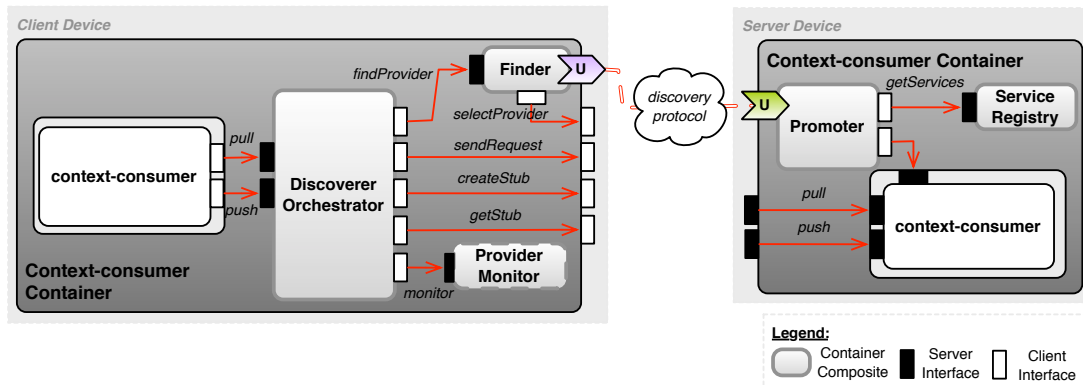 Client Device
Finder
U
findProvider
selectProvider
pull
push
context-consumer
Discoverer
Orchestrator
sendRequest
createStub
getStub
Provider
Monitor
monitor
Context-consumer
Container
discovery
protocol
Server Device
Context-consumer Container
getServices
U
Promoter
Service
Registry
pull
push
context-consumer
Legend:
Container
Composite
Server
Interface
Client
Interface